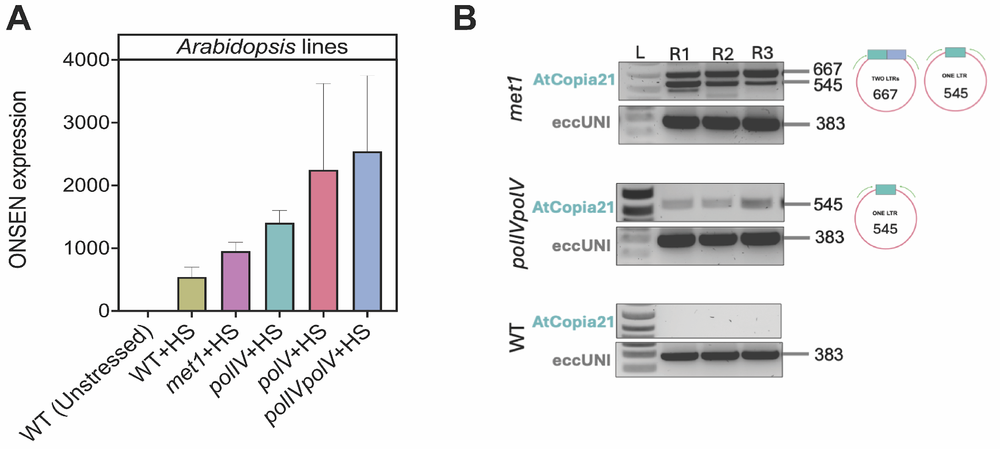 A
Arabidopsis lines
ONSEN expression
4000
3000
2000
1000
0
WT (Unstressed)
WT+HS
met1+HS
polIV+HS
polV+HS
polIVpolV+HS
B
L R1 R2 R3
met1
AtCopia21
667
545
TWO LTRs
667
ONE LTR
545
eccUNI
383
polIVpolV
AtCopia21
545
ONE LTR
545
eccUNI
383
WT
AtCopia21
eccUNI
383